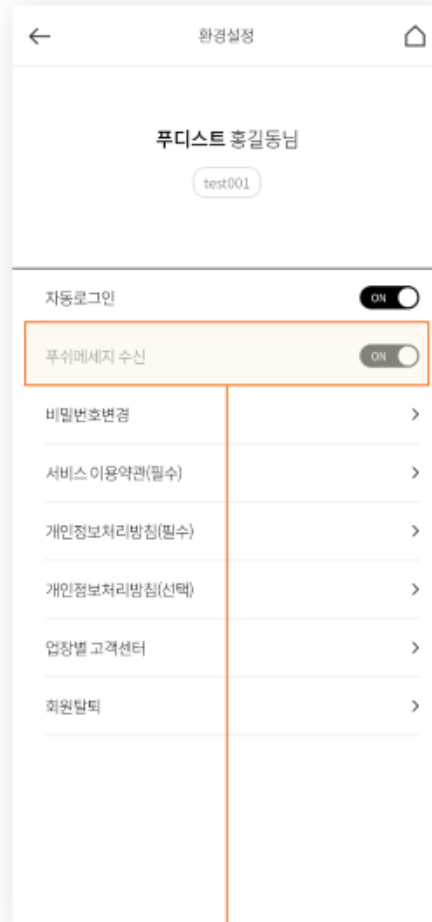 환경설정
푸디스트 홍길동님
test001
자동로그인 ON
푸쉬메세지 수신 ON
비밀번호변경
서비스 이용약관(필수)
개인정보처리방침(필수)
개인정보처리방침(선택)
업장별 고객센터
회원탈퇴